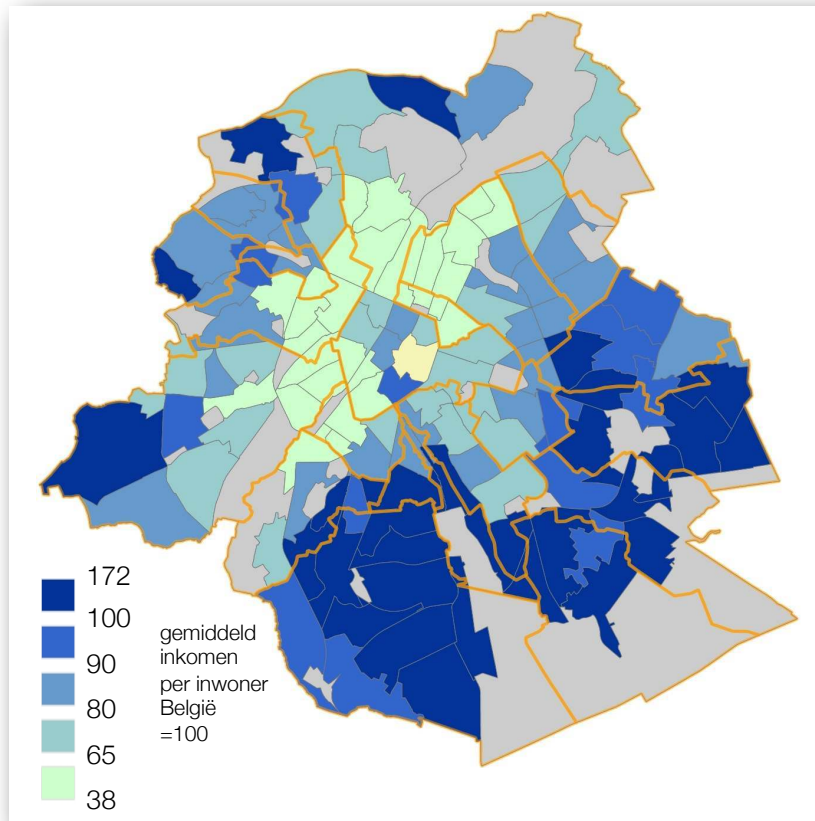 172
100
90
80
65
38
gemiddeld
inkomen
per inwoner
België
=100